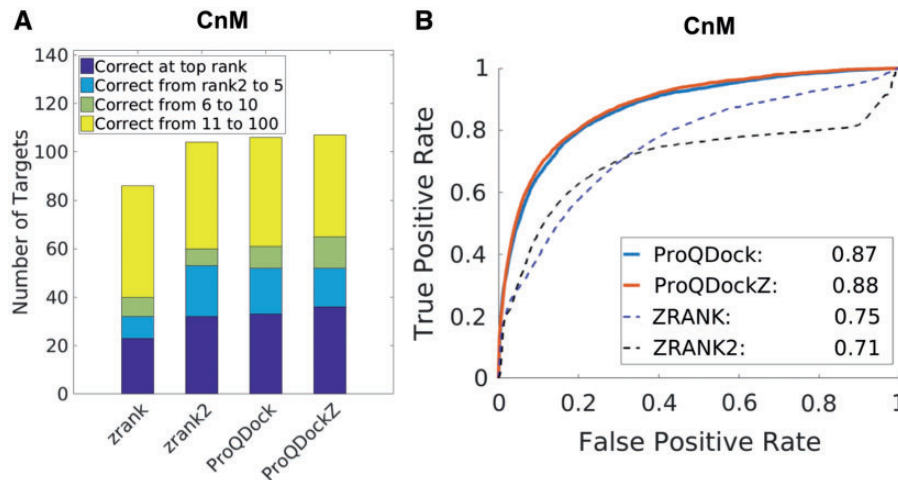 A
CnM
140
120
100
80
60
40
20
0
Number of Targets
Correct at top rank
Correct from rank2 to 5
Correct from 6 to 10
Correct from 11 to 100
zrank
zrank2
ProQDock
ProQDockZ
B
CnM
1
0.8
0.6
0.4
0.2
0
True Positive Rate
ProQDock: 0.87
ProQDockZ: 0.88
ZRANK: 0.75
ZRANK2: 0.71
0 0.2 0.4 0.6 0.8 1
False Positive Rate